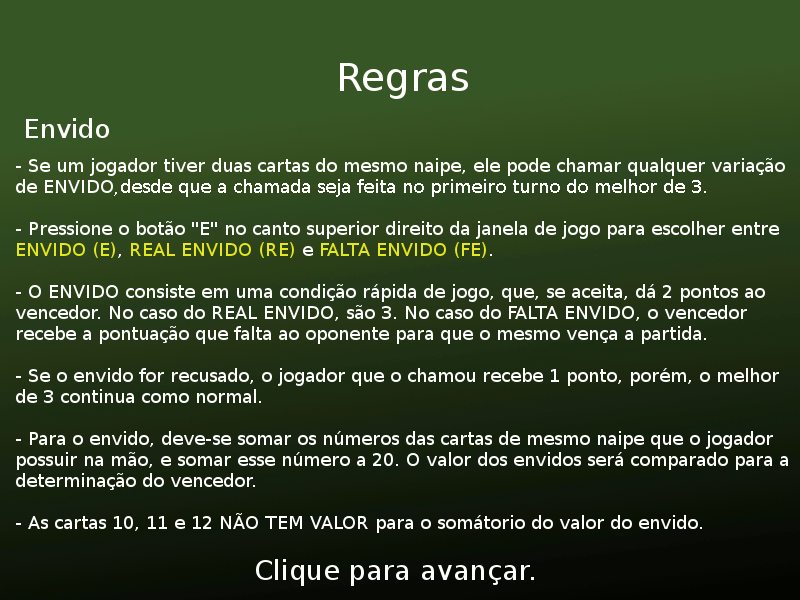 Regras
Envido
- Se um jogador tiver duas cartas do mesmo naipe, ele pode chamar qualquer variação
de ENVIDO,desde que a chamada seja feita no primeiro turno do melhor de 3.
- Pressione o botão "E" no canto superior direito da janela de jogo para escolher entre
ENVIDO (E), REAL ENVIDO (RE) e FALTA ENVIDO (FE).
- O ENVIDO consiste em uma condição rápida de jogo, que, se aceita, dá 2 pontos ao
vencedor. No caso do REAL ENVIDO, são 3. No caso do FALTA ENVIDO, o vencedor
recebe a pontuação que falta ao oponente para que o mesmo vença a partida.
- Se o envido for recusado, o jogador que o chamou recebe 1 ponto, porém, o melhor
de 3 continua como normal.
- Para o envido, deve-se somar os números das cartas de mesmo naipe que o jogador
possuir na mão, e somar esse número a 20. O valor dos envidos será comparado para a
determinação do vencedor.
- As cartas 10, 11 e 12 NÃO TEM VALOR para o somátorio do valor do envido.
Clique para avançar.